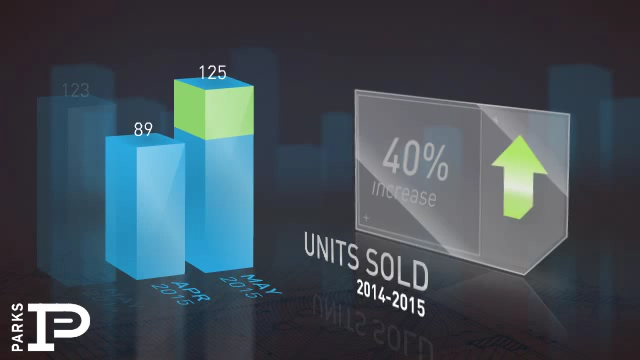 123
125
89
40%
increase
APR
2015
MAY
2015
UNITS SOLD
2014-2015
PARKS
P